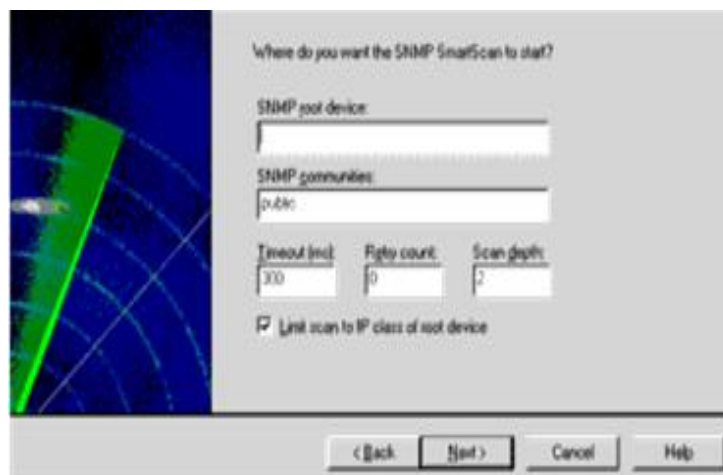 Where do you want the SNMP SmartScan to start?
SNMP root device:
SNMP communities:
public
Timeout (ms): Retry count: Scan depth:
300 0 2
Limit scan to IP class of root device
< Back Next > Cancel Help